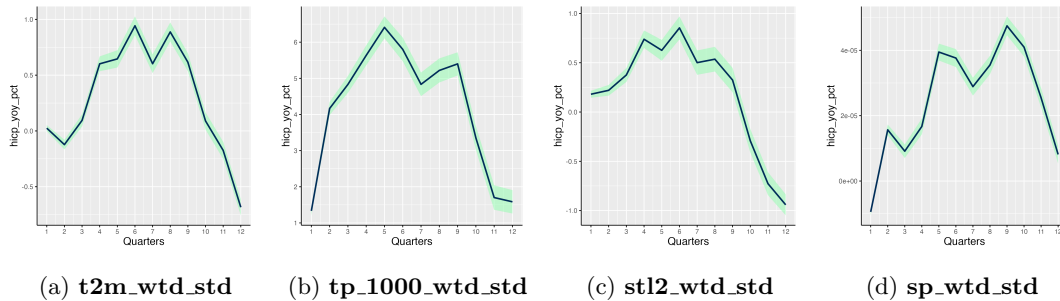 hicp_yoy_pct
1.0
0.5
0.0
-0.5
1 2 3 4 5 6 7 8 9 10 11 12
Quarters
(a) t2m_wtd_std
hicp_yoy_pct
6
5
4
3
2
1
1 2 3 4 5 6 7 8 9 10 11 12
Quarters
(b) tp_1000_wtd_std
hicp_yoy_pct
1.0
0.5
0.0
-0.5
-1.0
1 2 3 4 5 6 7 8 9 10 11 12
Quarters
(c) stl2_wtd_std
hicp_yoy_pct
4e-05
2e-05
0e+00
1 2 3 4 5 6 7 8 9 10 11 12
Quarters
(d) sp_wtd_std